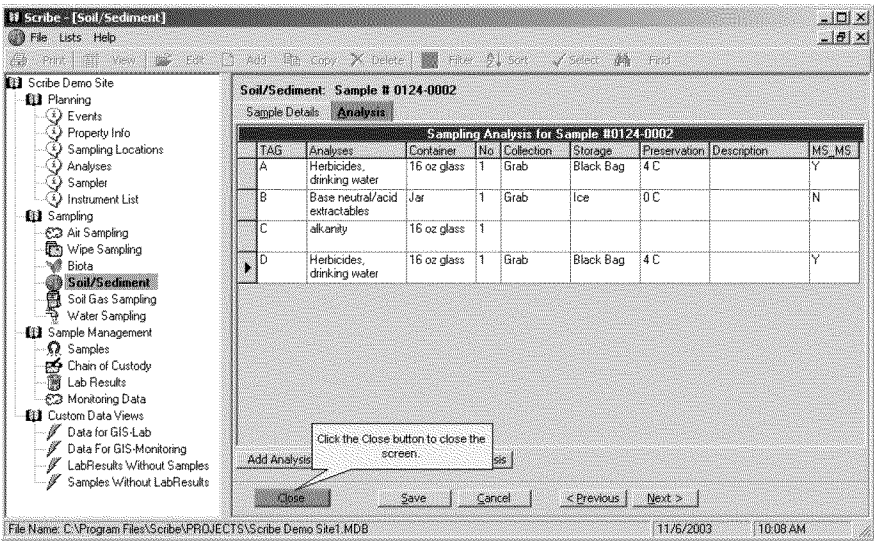 Scribe - [Soil/Sediment]
File Lists Help
Print View Edit Add Copy Delete Filter Sort Select Find
Scribe Demo Site
Planning
Events
Property Info
Sampling Locations
Analyses
Sampler
Instrument List
Sampling
Air Sampling
Wipe Sampling
Biota
Soil/Sediment
Soil Gas Sampling
Water Sampling
Sample Management
Samples
Chain of Custody
Lab Results
Monitoring Data
Custom Data Views
Data for GIS-Lab
Data For GIS-Monitoring
LabResults Without Samples
Samples Without LabResults
Soil/Sediment: Sample # 0124-0002
Sample Details Analysis
Sampling Analysis for Sample #0124-0002
TAG Analyses Container No Collection Storage Preservation Description MS_MS
A Herbicides, drinking water 16 oz glass 1 Grab Black Bag 4 C Y
B Base neutral/acid extractables Jar 1 Grab Ice 0 C N
C alkanity 16 oz glass 1
D Herbicides, drinking water 16 oz glass 1 Grab Black Bag 4 C Y
Click the Close button to close the
screen.
Add Analysis sis
Close Save Cancel < Previous Next >
File Name: C:\Program Files\Scribe\PROJECTS\Scribe Demo Site1.MDB 11/6/2003 10:08 AM